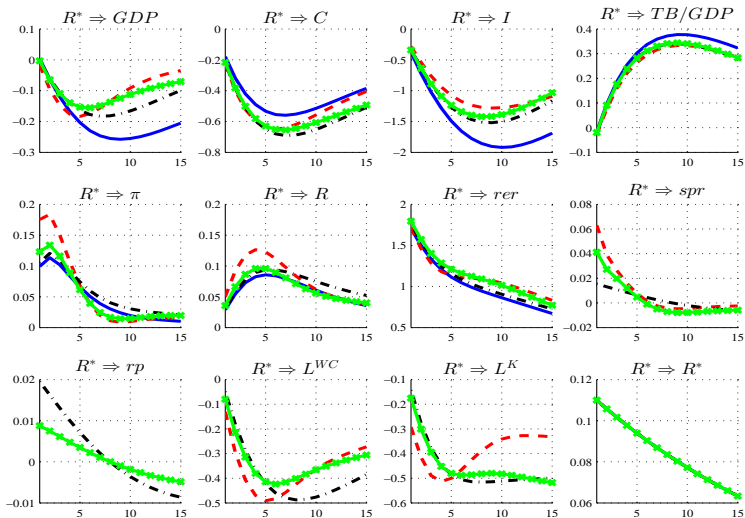 R* ⇒ GDP
0.1
0
−0.1
−0.2
−0.3
5 10 15
R* ⇒ C
0
−0.2
−0.4
−0.6
−0.8
5 10 15
R* ⇒ I
0
−0.5
−1
−1.5
−2
5 10 15
R* ⇒ TB/GDP
0.4
0.3
0.2
0.1
0
−0.1
5 10 15
R* ⇒ π
0.2
0.15
0.1
0.05
0
5 10 15
R* ⇒ R
0.2
0.15
0.1
0.05
0
5 10 15
R* ⇒ rer
2
1.5
1
0.5
5 10 15
R* ⇒ spr
0.08
0.06
0.04
0.02
0
−0.02
5 10 15
R* ⇒ rp
0.02
0.01
0
−0.01
5 10 15
R* ⇒ L^{WC}
0
−0.1
−0.2
−0.3
−0.4
−0.5
5 10 15
R* ⇒ L^K
−0.1
−0.2
−0.3
−0.4
−0.5
−0.6
5 10 15
R* ⇒ R*
0.12
0.1
0.08
0.06
5 10 15